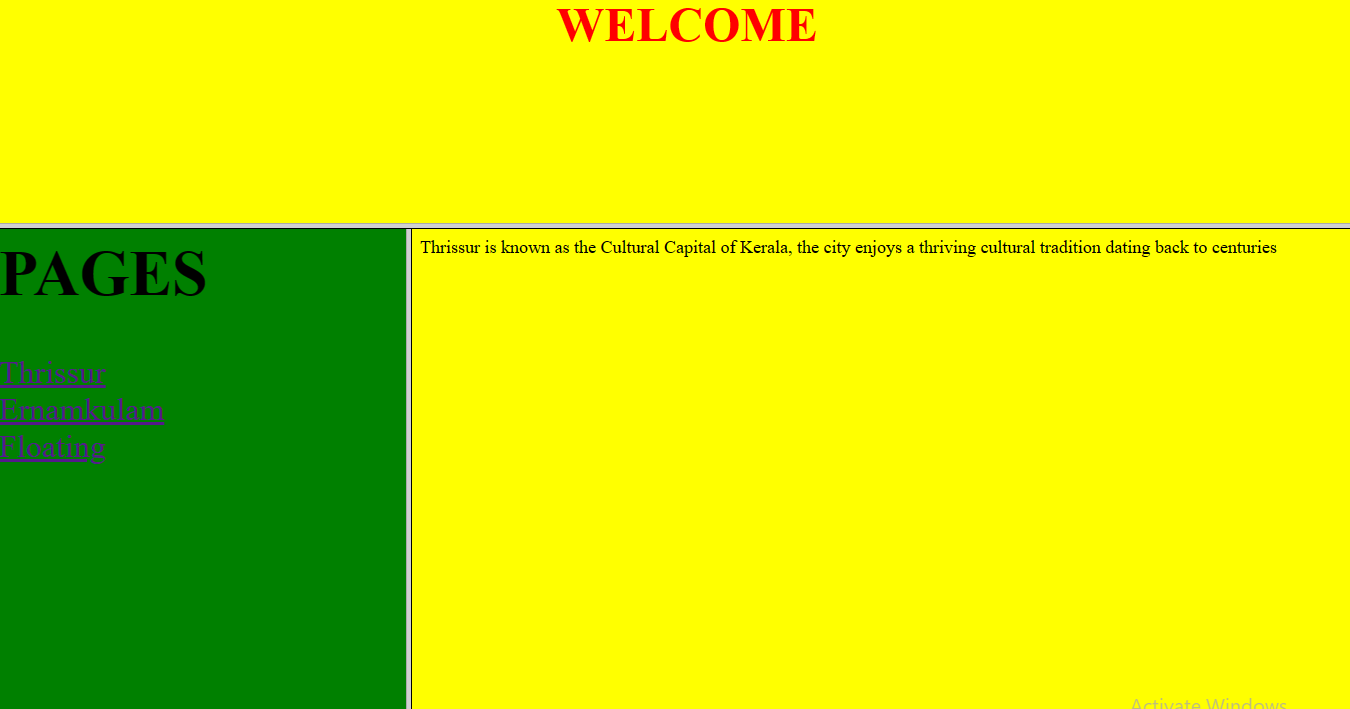 WELCOME
PAGES
Thrissur
Ernamkulam
Floating
Thrissur is known as the Cultural Capital of Kerala, the city enjoys a thriving cultural tradition dating back to centuries
Activate Windows